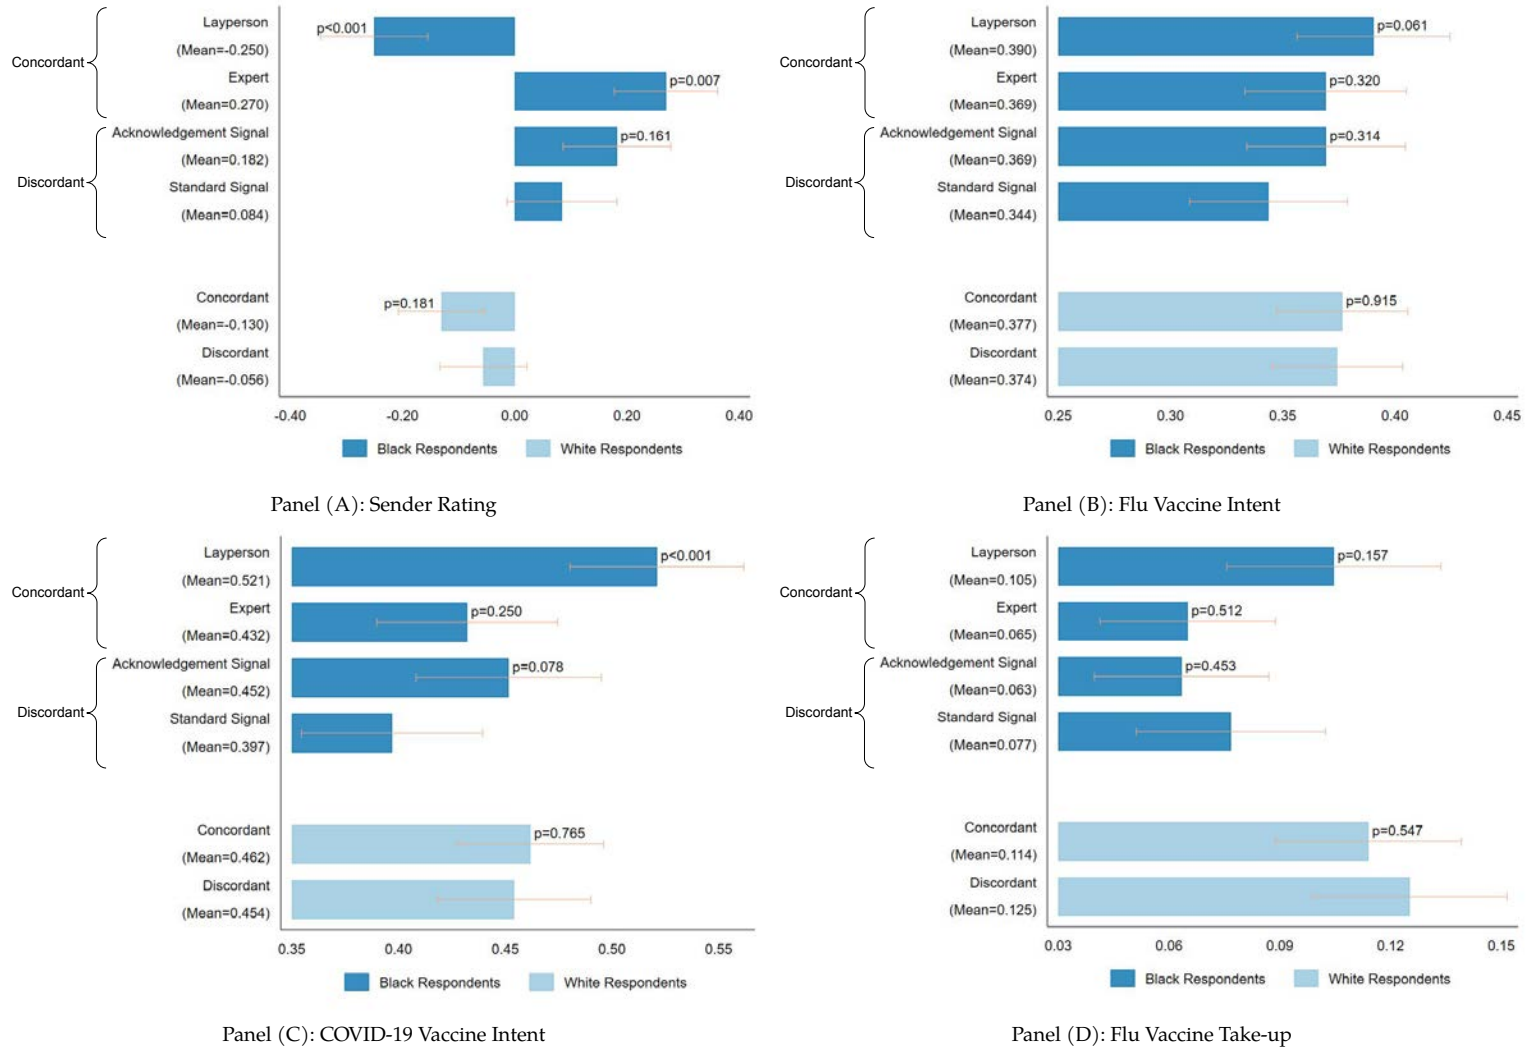 Layperson
(Mean=-0.250)
p<0.001
Concordant
Expert
(Mean=0.270)
p=0.007
Acknowledgement Signal
(Mean=0.182)
p=0.161
Discordant
Standard Signal
(Mean=0.084)
Concordant
(Mean=-0.130)
p=0.181
Discordant
(Mean=-0.056)
-0.40 -0.20 0.00 0.20 0.40
Black Respondents White Respondents
Panel (A): Sender Rating
Layperson
(Mean=0.390)
p=0.061
Concordant
Expert
(Mean=0.369)
p=0.320
Acknowledgement Signal
(Mean=0.369)
p=0.314
Discordant
Standard Signal
(Mean=0.344)
Concordant
(Mean=0.377)
p=0.915
Discordant
(Mean=0.374)
0.25 0.30 0.35 0.40 0.45
Black Respondents White Respondents
Panel (B): Flu Vaccine Intent
Layperson
(Mean=0.521)
p<0.001
Concordant
Expert
(Mean=0.432)
p=0.250
Acknowledgement Signal
(Mean=0.452)
p=0.078
Discordant
Standard Signal
(Mean=0.397)
Concordant
(Mean=0.462)
p=0.765
Discordant
(Mean=0.454)
0.35 0.40 0.45 0.50 0.55
Black Respondents White Respondents
Panel (C): COVID-19 Vaccine Intent
Layperson
(Mean=0.105)
p=0.157
Concordant
Expert
(Mean=0.065)
p=0.512
Acknowledgement Signal
(Mean=0.063)
p=0.453
Discordant
Standard Signal
(Mean=0.077)
Concordant
(Mean=0.114)
p=0.547
Discordant
(Mean=0.125)
0.03 0.06 0.09 0.12 0.15
Black Respondents White Respondents
Panel (D): Flu Vaccine Take-up